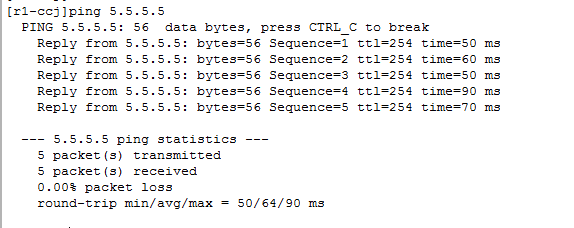 [r1-ccj]ping 5.5.5.5
PING 5.5.5.5: 56  data bytes, press CTRL_C to break
Reply from 5.5.5.5: bytes=56 Sequence=1 ttl=254 time=50 ms
Reply from 5.5.5.5: bytes=56 Sequence=2 ttl=254 time=60 ms
Reply from 5.5.5.5: bytes=56 Sequence=3 ttl=254 time=50 ms
Reply from 5.5.5.5: bytes=56 Sequence=4 ttl=254 time=90 ms
Reply from 5.5.5.5: bytes=56 Sequence=5 ttl=254 time=70 ms
--- 5.5.5.5 ping statistics ---
5 packet(s) transmitted
5 packet(s) received
0.00% packet loss
round-trip min/avg/max = 50/64/90 ms